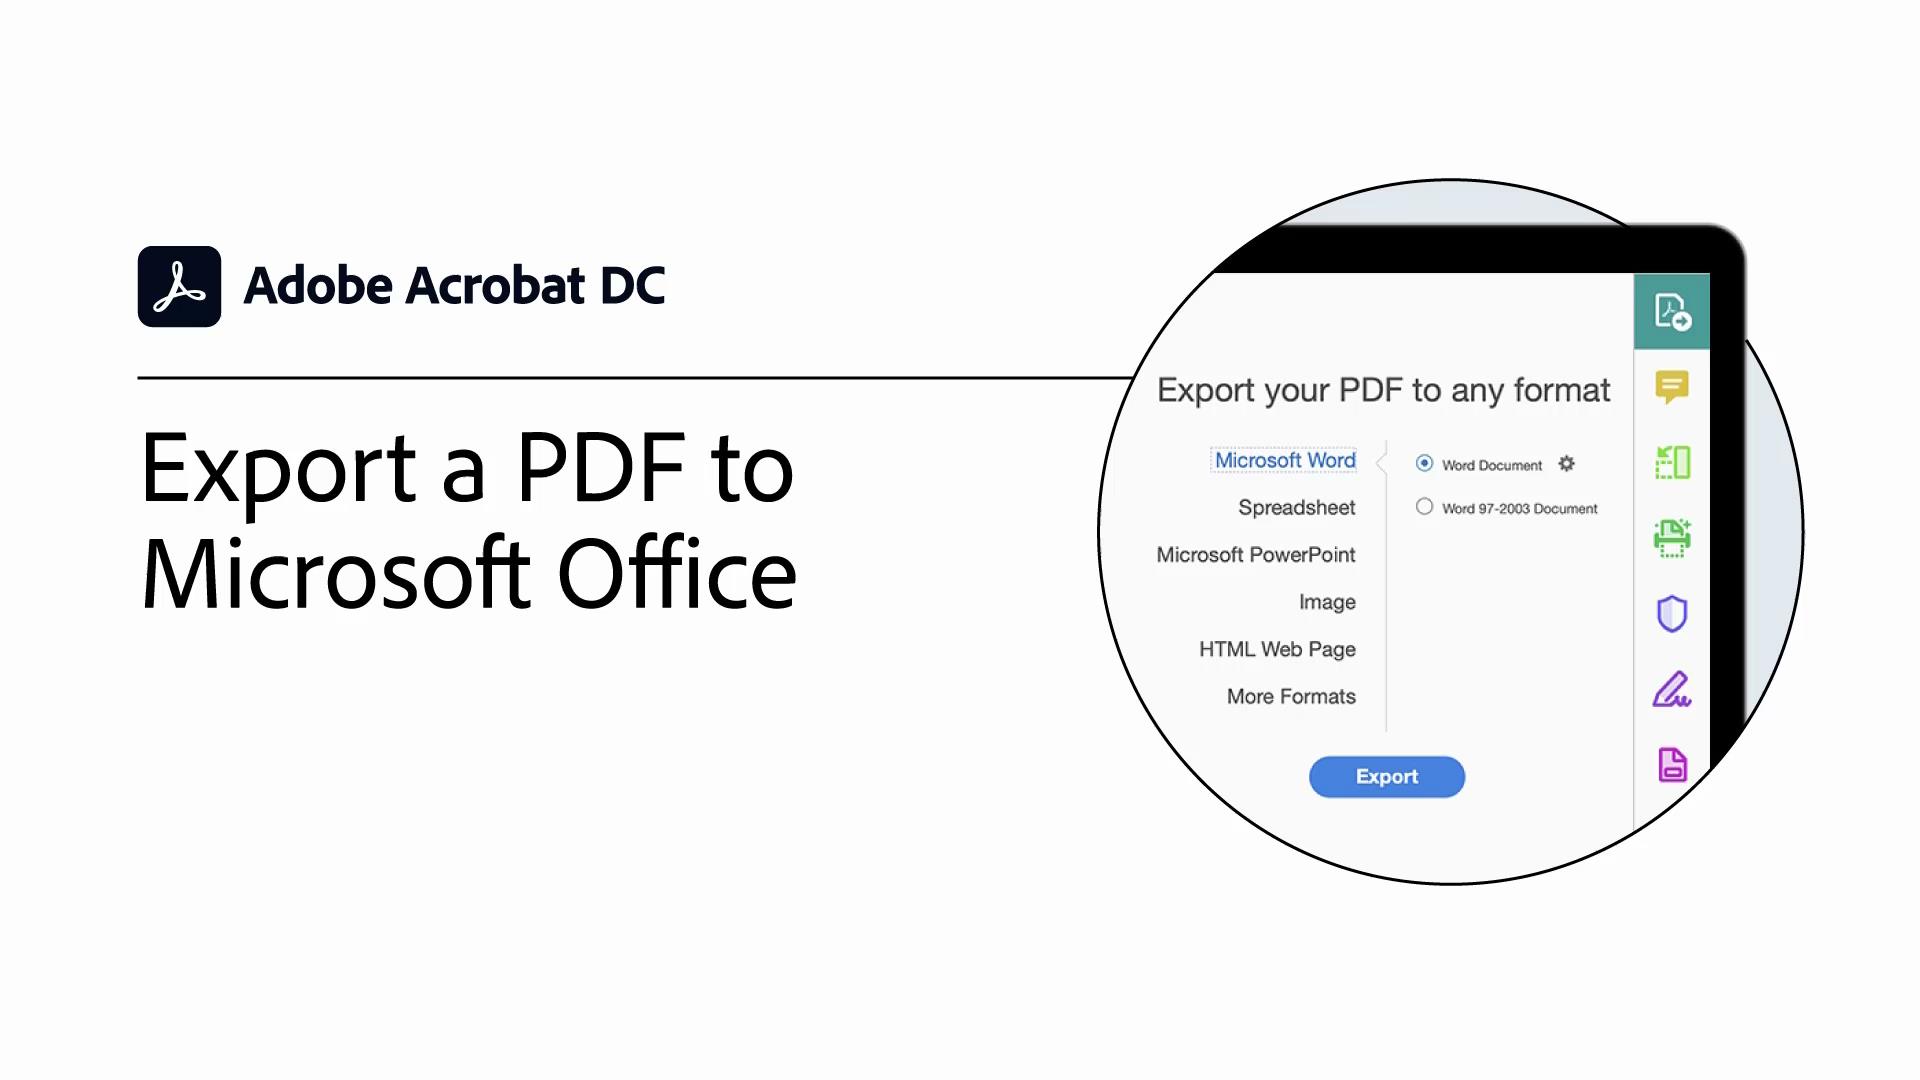 Adobe Acrobat DC
Export a PDF to
Microsoft Office
Export your PDF to any format
Microsoft Word
Word Document
Spreadsheet
Word 97-2003 Document
Microsoft PowerPoint
Image
HTML Web Page
More Formats
Export